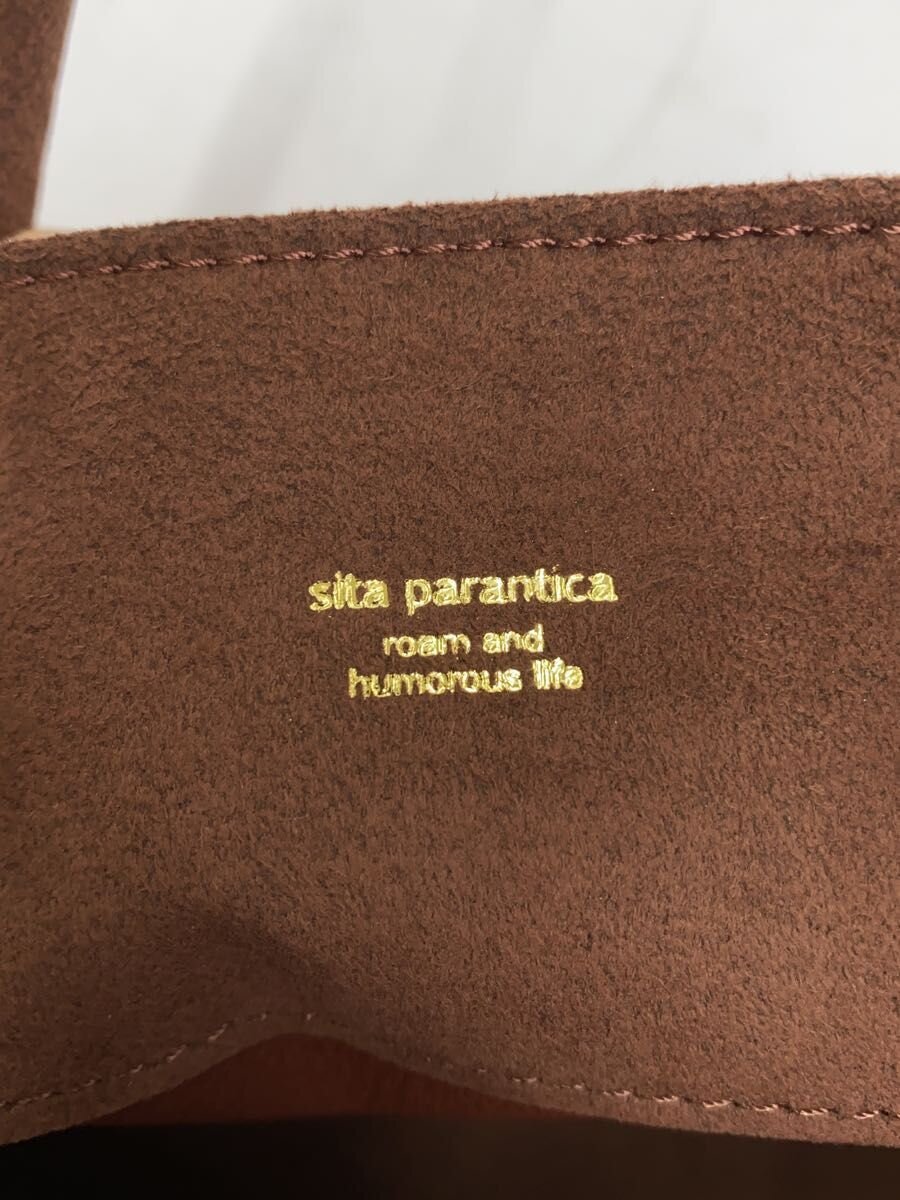 sita parantica
roam and
humorous life